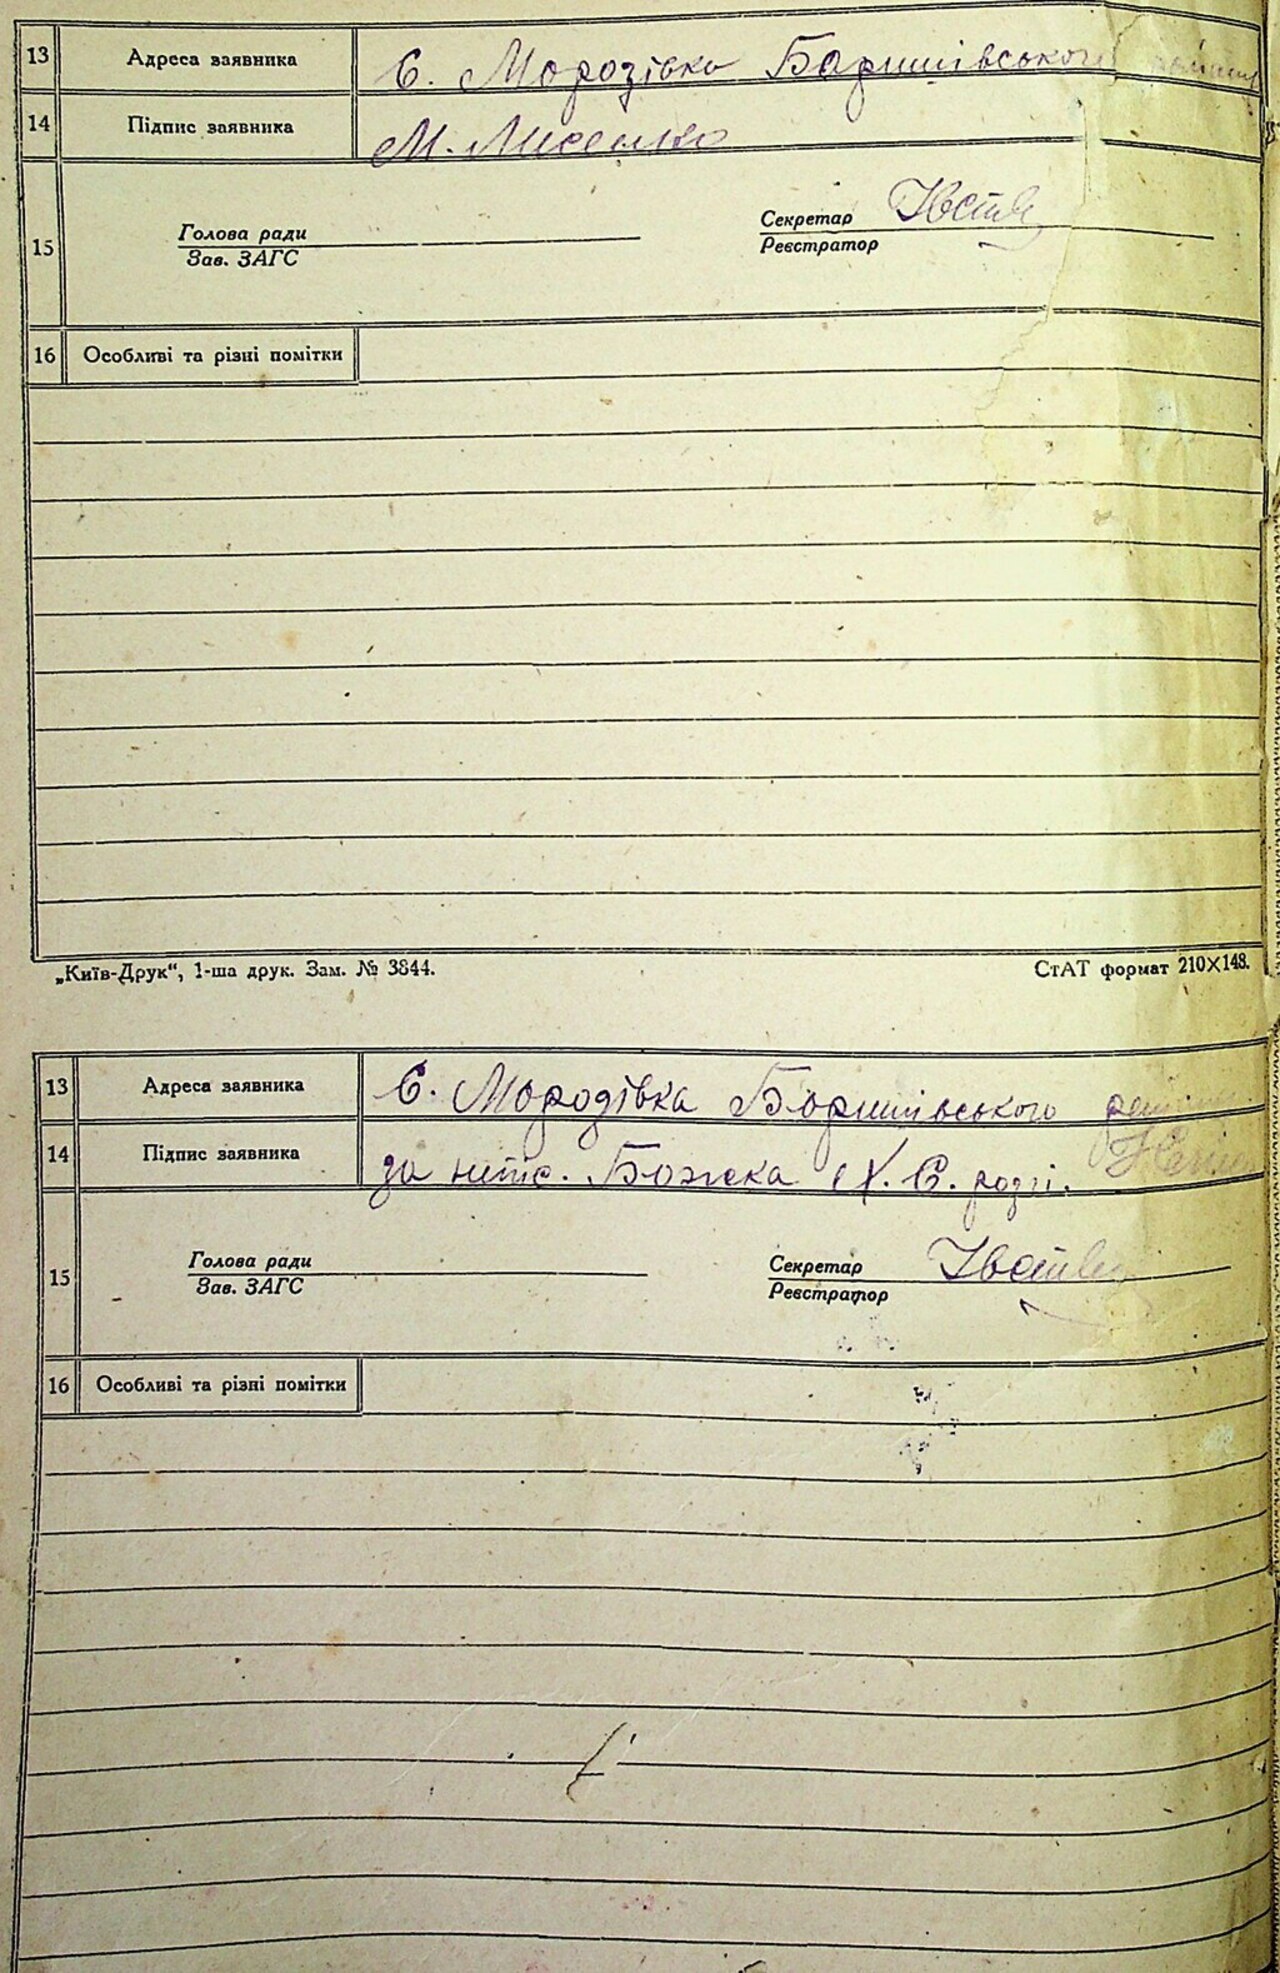 13 Адреса заявника С. Морозівка Баришівського району
14 Підпис заявника М. Лисенко
15 Голова ради
Зав. ЗАГС
Секретар
Реєстратор
16 Особливі та різні помітки
„Київ-Друк“, 1-ша друк. Зам. № 3844.
СтАТ формат 210X148.
13 Адреса заявника С. Морозівка Баришівського району
14 Підпис заявника за непис. Божека Х. С. розп.
15 Голова ради
Зав. ЗАГС
Секретар
Реєстратор
16 Особливі та різні помітки